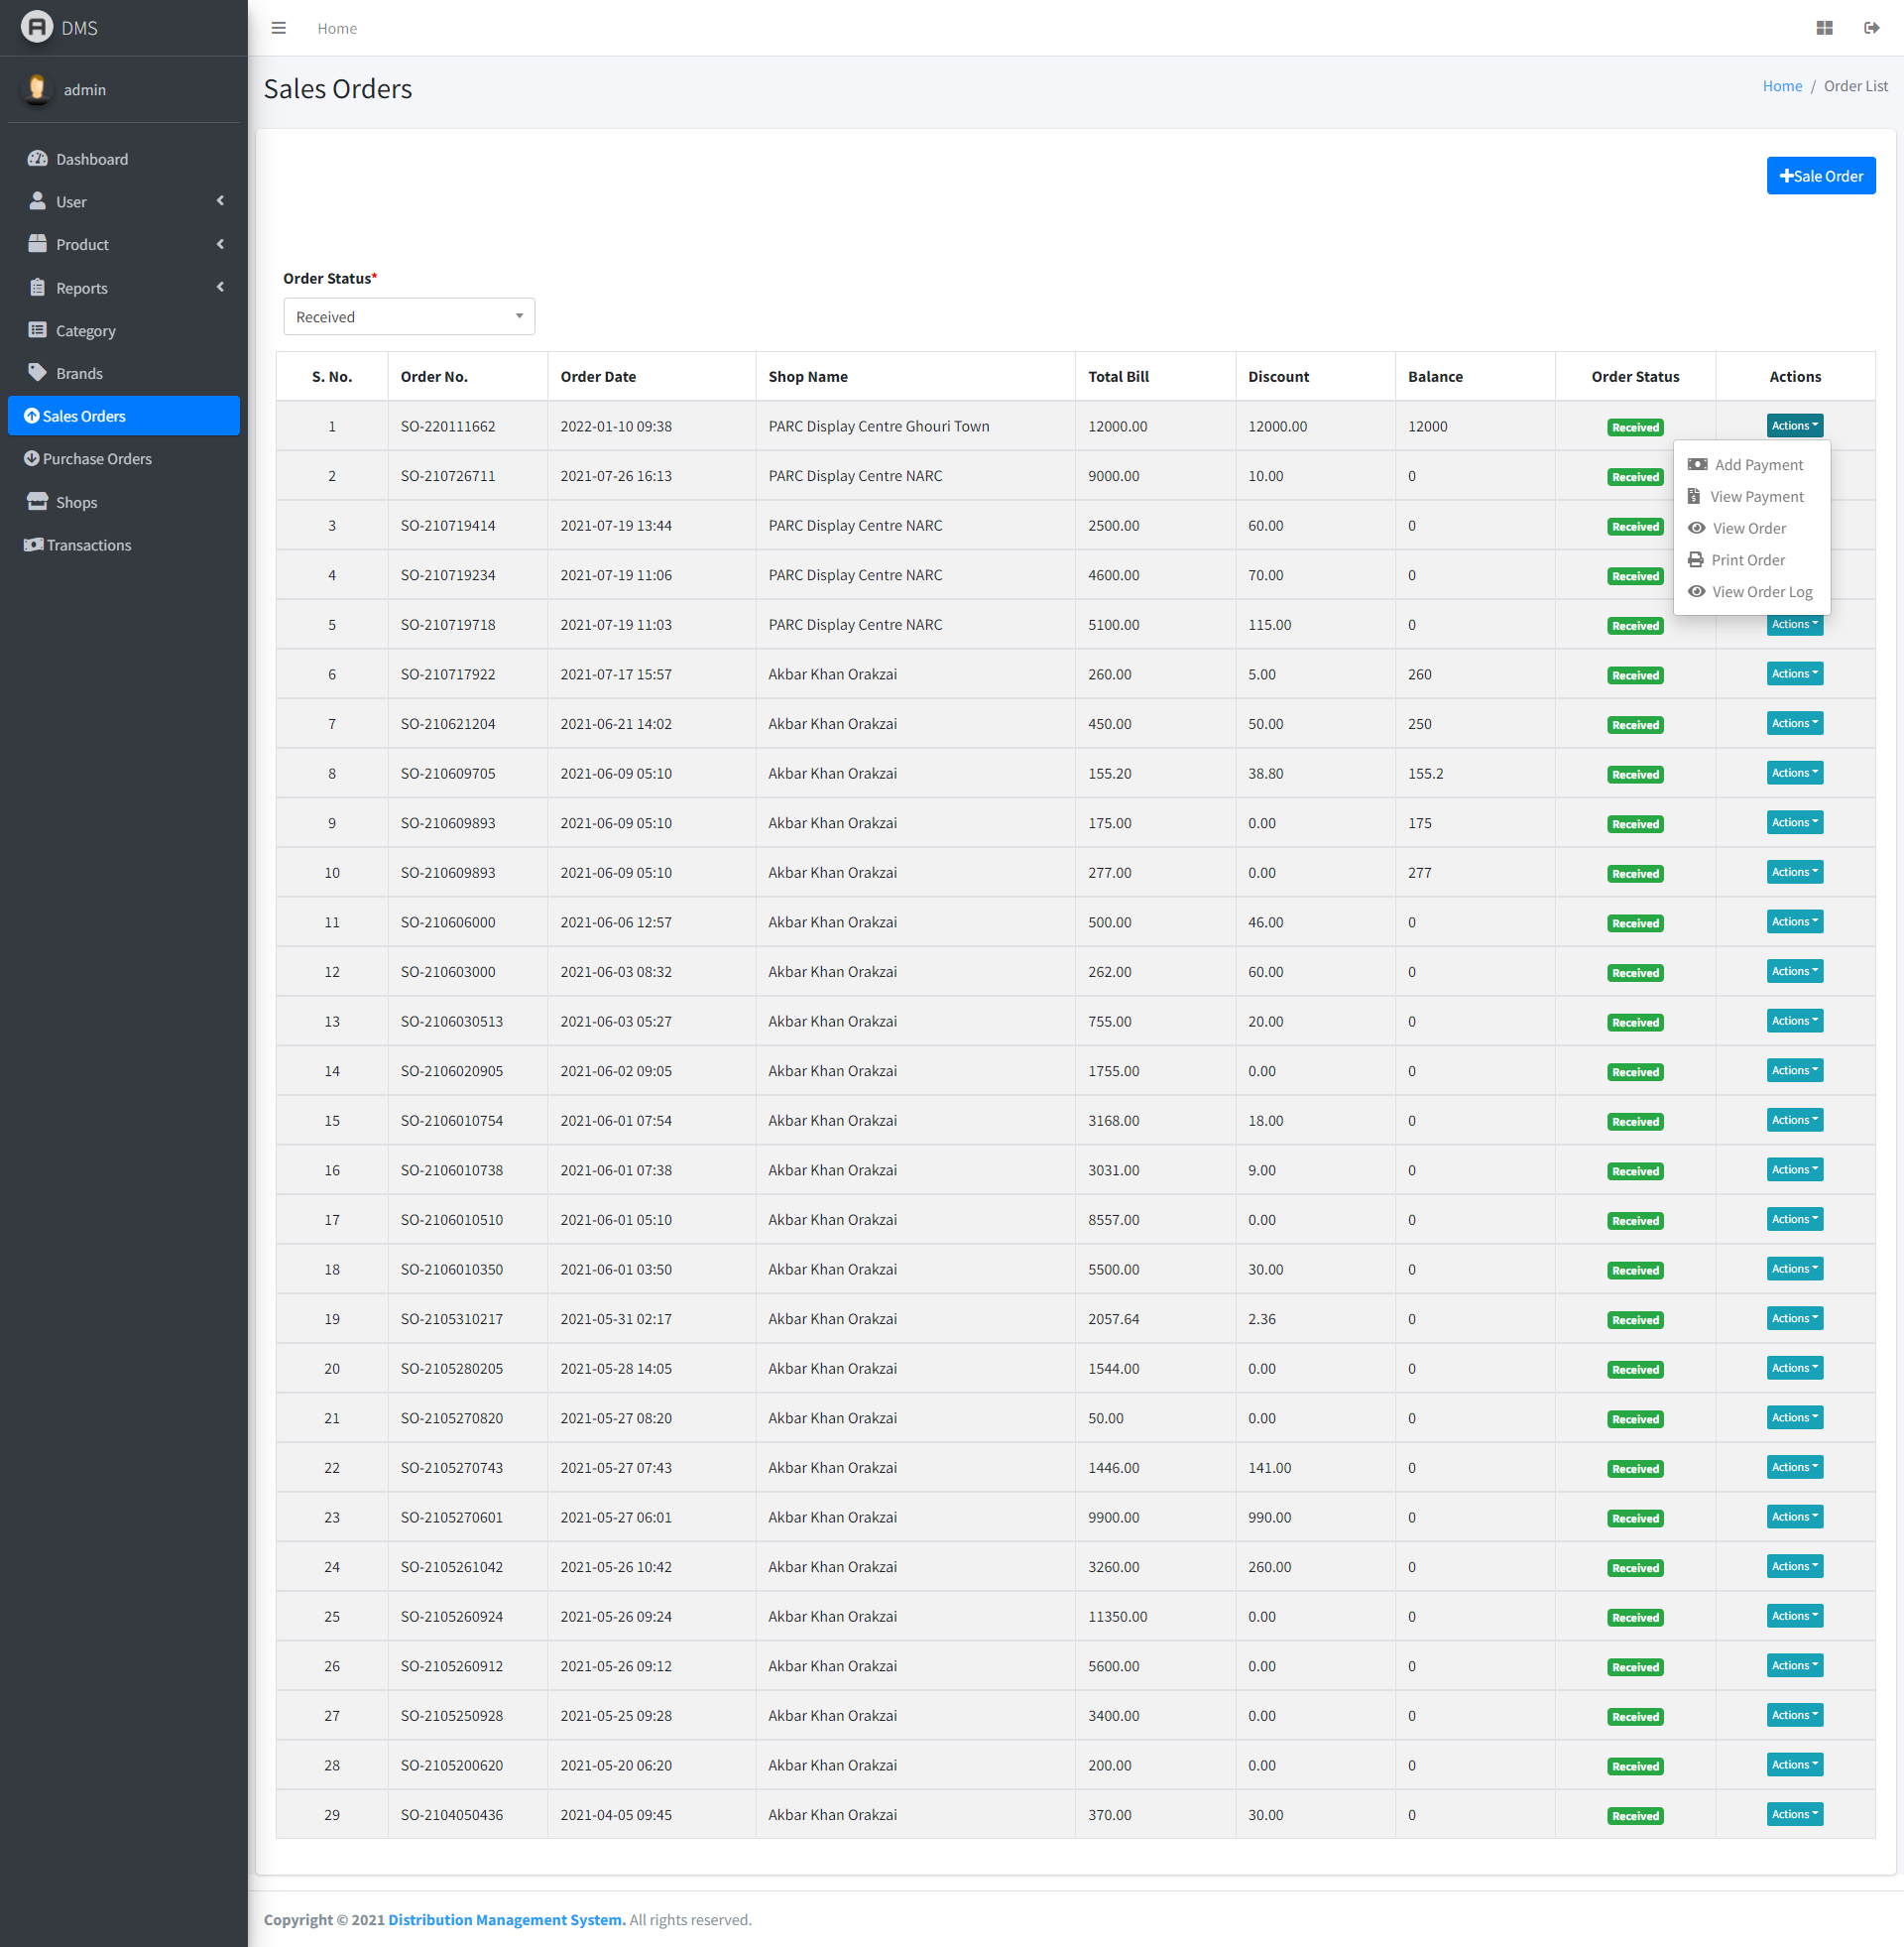 DMS
Home
admin
Sales Orders
Home / Order List
Dashboard
User
Product
Reports
Category
Brands
Sales Orders
Purchase Orders
Shops
Transactions
Sale Order
Order Status*
Received
S. No. Order No. Order Date Shop Name Total Bill Discount Balance Order Status Actions
1 SO-220111662 2022-01-10 09:38 PARC Display Centre Ghouri Town 12000.00 12000.00 12000 Received Actions
Add Payment
View Payment
View Order
Print Order
View Order Log
2 SO-210726711 2021-07-26 16:13 PARC Display Centre NARC 9000.00 10.00 0 Received
3 SO-210719414 2021-07-19 13:44 PARC Display Centre NARC 2500.00 60.00 0 Received
4 SO-210719234 2021-07-19 11:06 PARC Display Centre NARC 4600.00 70.00 0 Received
5 SO-210719718 2021-07-19 11:03 PARC Display Centre NARC 5100.00 115.00 0 Received Actions
6 SO-210717922 2021-07-17 15:57 Akbar Khan Orakzai 260.00 5.00 260 Received Actions
7 SO-210621204 2021-06-21 14:02 Akbar Khan Orakzai 450.00 50.00 250 Received Actions
8 SO-210609705 2021-06-09 05:10 Akbar Khan Orakzai 155.20 38.80 155.2 Received Actions
9 SO-210609893 2021-06-09 05:10 Akbar Khan Orakzai 175.00 0.00 175 Received Actions
10 SO-210609893 2021-06-09 05:10 Akbar Khan Orakzai 277.00 0.00 277 Received Actions
11 SO-210606000 2021-06-06 12:57 Akbar Khan Orakzai 500.00 46.00 0 Received Actions
12 SO-210603000 2021-06-03 08:32 Akbar Khan Orakzai 262.00 60.00 0 Received Actions
13 SO-2106030513 2021-06-03 05:27 Akbar Khan Orakzai 755.00 20.00 0 Received Actions
14 SO-2106020905 2021-06-02 09:05 Akbar Khan Orakzai 1755.00 0.00 0 Received Actions
15 SO-2106010754 2021-06-01 07:54 Akbar Khan Orakzai 3168.00 18.00 0 Received Actions
16 SO-2106010738 2021-06-01 07:38 Akbar Khan Orakzai 3031.00 9.00 0 Received Actions
17 SO-2106010510 2021-06-01 05:10 Akbar Khan Orakzai 8557.00 0.00 0 Received Actions
18 SO-2106010350 2021-06-01 03:50 Akbar Khan Orakzai 5500.00 30.00 0 Received Actions
19 SO-2105310217 2021-05-31 02:17 Akbar Khan Orakzai 2057.64 2.36 0 Received Actions
20 SO-2105280205 2021-05-28 14:05 Akbar Khan Orakzai 1544.00 0.00 0 Received Actions
21 SO-2105270820 2021-05-27 08:20 Akbar Khan Orakzai 50.00 0.00 0 Received Actions
22 SO-2105270743 2021-05-27 07:43 Akbar Khan Orakzai 1446.00 141.00 0 Received Actions
23 SO-2105270601 2021-05-27 06:01 Akbar Khan Orakzai 9900.00 990.00 0 Received Actions
24 SO-2105261042 2021-05-26 10:42 Akbar Khan Orakzai 3260.00 260.00 0 Received Actions
25 SO-2105260924 2021-05-26 09:24 Akbar Khan Orakzai 11350.00 0.00 0 Received Actions
26 SO-2105260912 2021-05-26 09:12 Akbar Khan Orakzai 5600.00 0.00 0 Received Actions
27 SO-2105250928 2021-05-25 09:28 Akbar Khan Orakzai 3400.00 0.00 0 Received Actions
28 SO-2105200620 2021-05-20 06:20 Akbar Khan Orakzai 200.00 0.00 0 Received Actions
29 SO-2104050436 2021-04-05 09:45 Akbar Khan Orakzai 370.00 30.00 0 Received Actions
Copyright © 2021 Distribution Management System. All rights reserved.